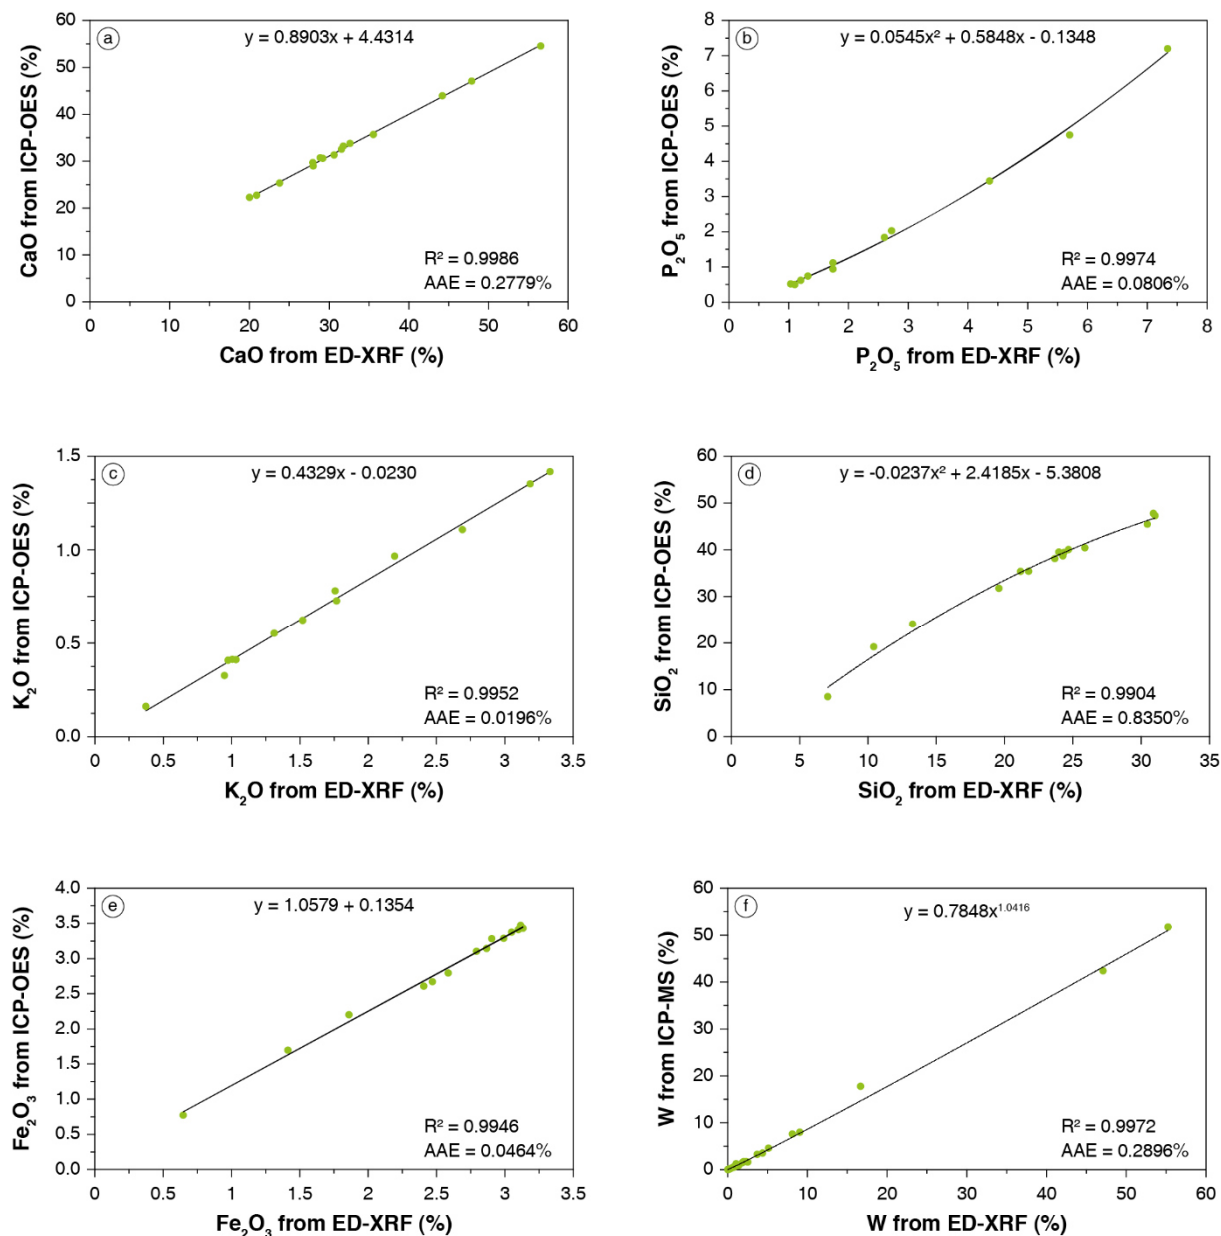 a
y = 0.8903x + 4.4314
60
50
40
30
20
10
0
CaO from ICP-OES (%)
R² = 0.9986
AAE = 0.2779%
0 10 20 30 40 50 60
CaO from ED-XRF (%)
b
y = 0.0545x² + 0.5848x - 0.1348
8
7
6
5
4
3
2
1
0
P₂O₅ from ICP-OES (%)
R² = 0.9974
AAE = 0.0806%
0 1 2 3 4 5 6 7 8
P₂O₅ from ED-XRF (%)
c
y = 0.4329x - 0.0230
1.5
1.0
0.5
0.0
K₂O from ICP-OES (%)
R² = 0.9952
AAE = 0.0196%
0 0.5 1 1.5 2 2.5 3 3.5
K₂O from ED-XRF (%)
d
y = -0.0237x² + 2.4185x - 5.3808
60
50
40
30
20
10
0
SiO₂ from ICP-OES (%)
R² = 0.9904
AAE = 0.8350%
0 5 10 15 20 25 30 35
SiO₂ from ED-XRF (%)
e
y = 1.0579 + 0.1354
4.0
3.5
3.0
2.5
2.0
1.5
1.0
0.5
0.0
Fe₂O₃ from ICP-OES (%)
R² = 0.9946
AAE = 0.0464%
0 0.5 1 1.5 2 2.5 3 3.5
Fe₂O₃ from ED-XRF (%)
f
y = 0.7848x¹·⁰⁴¹⁶
60
50
40
30
20
10
0
W from ICP-MS (%)
R² = 0.9972
AAE = 0.2896%
0 10 20 30 40 50 60
W from ED-XRF (%)